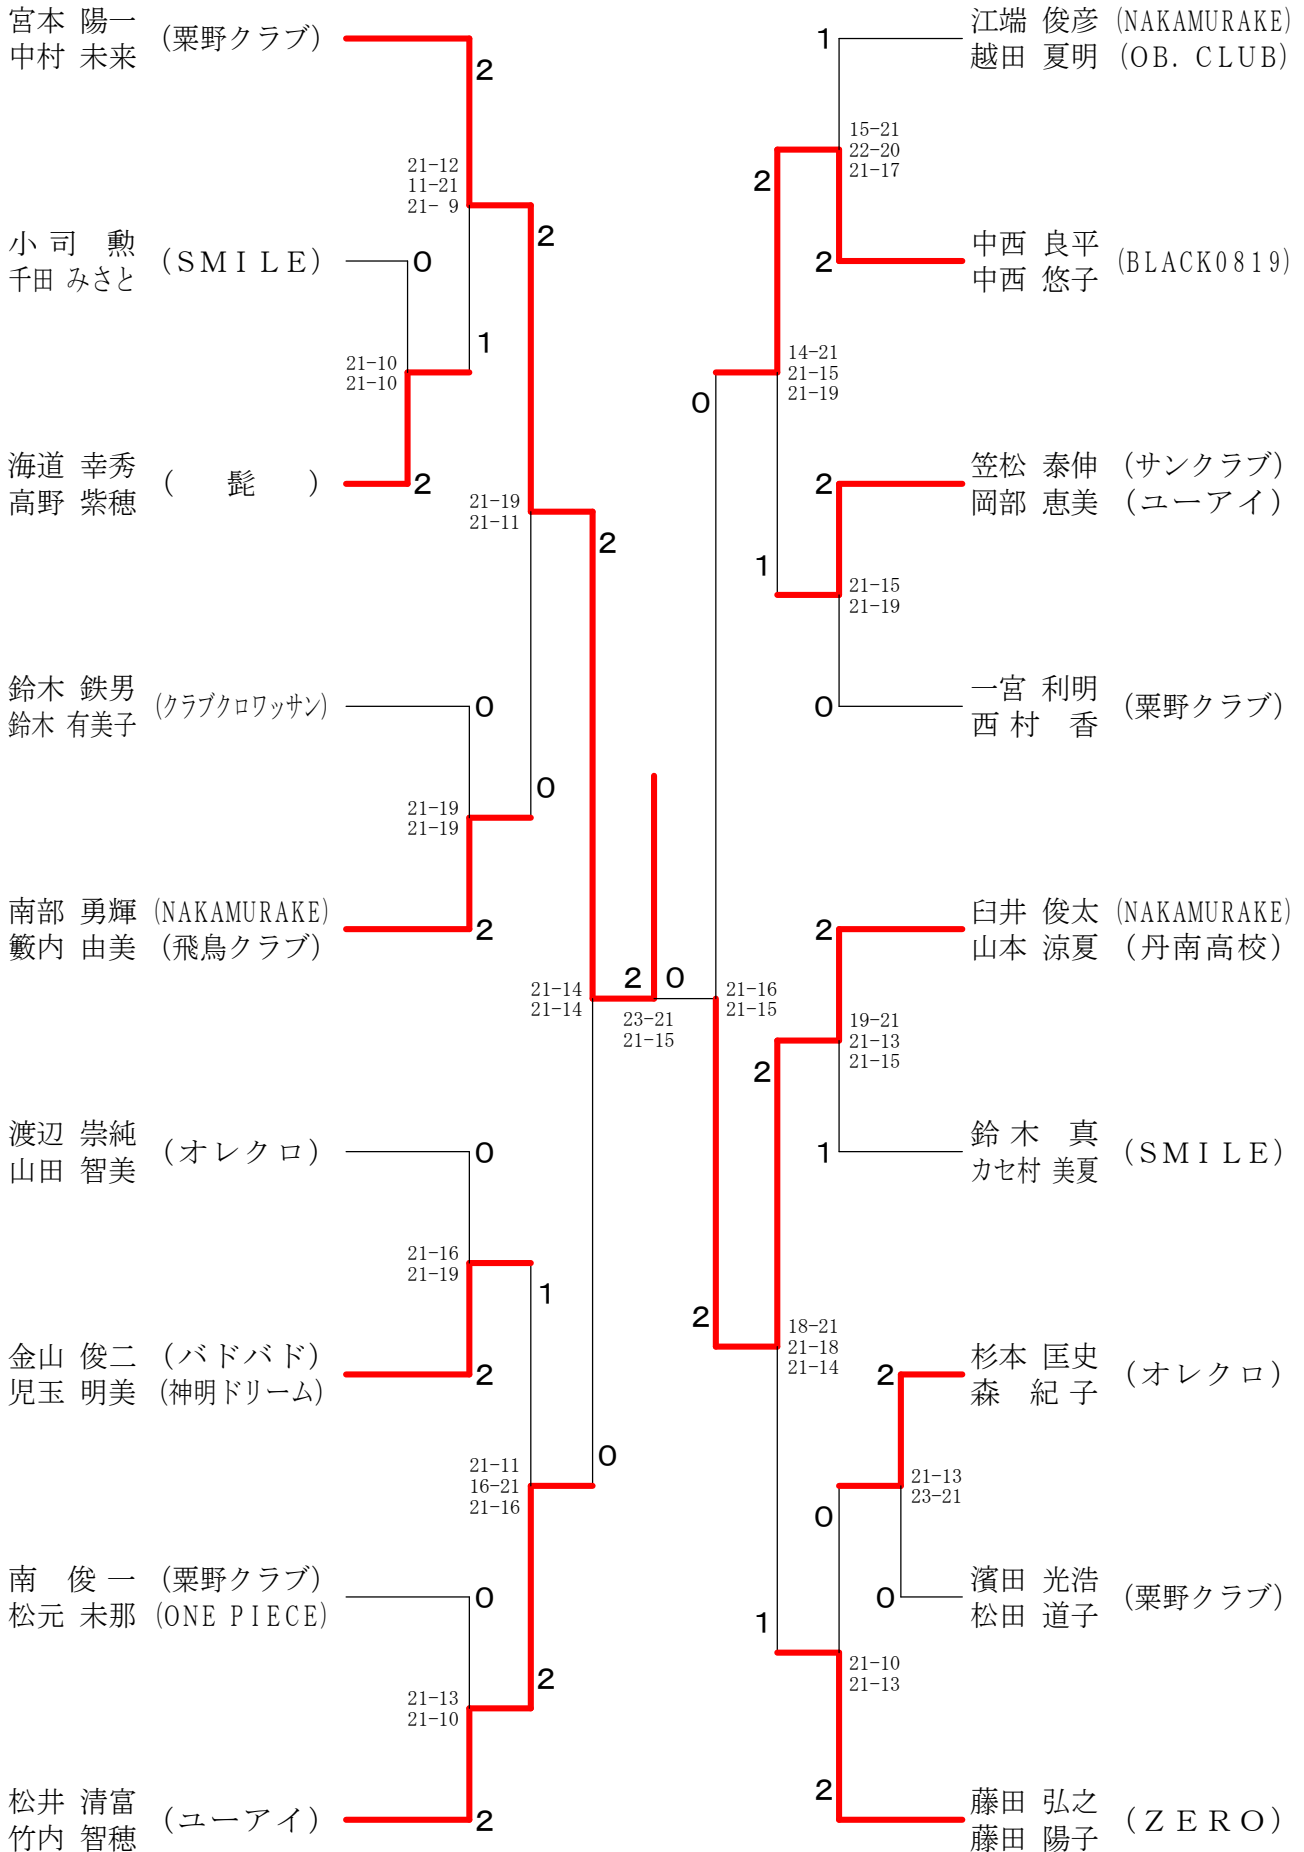 宮本 陽一 (粟野クラブ)
中村 未来
2
21-12
11-21
21- 9
2
小 司 勲 (SMILE)
千田 みさと
0
1
21-10
21-10
海道 幸秀 ( 髭 )
高野 紫穂
2
21-19
21-11
2
鈴木 鉄男 (クラブクロワッサン)
鈴木 有美子
0
0
21-19
21-19
南部 勇輝 (NAKAMURAKE)
籔内 由美 (飛鳥クラブ)
2
21-14
21-14
2 0
23-21
21-15
渡辺 崇純 (オレクロ)
山田 智美
0
21-16
21-19
1
金山 俊二 (バドバド)
児玉 明美 (神明ドリーム)
2
0
21-11
16-21
21-16
南 俊一 (粟野クラブ)
松元 未那 (ONE PIECE)
0
2
21-13
21-10
松井 清富 (ユーアイ)
竹内 智穂
2
1
江端 俊彦 (NAKAMURAKE)
越田 夏明 (OB. CLUB)
15-21
22-20
21-17
2
2
中西 良平 (BLACK0819)
中西 悠子
14-21
21-15
21-19
0
2
笠松 泰伸 (サンクラブ)
岡部 恵美 (ユーアイ)
1
21-15
21-19
0
一宮 利明 (粟野クラブ)
西 村 香
2
臼井 俊太 (NAKAMURAKE)
山本 涼夏 (丹南高校)
21-16
21-15
19-21
21-13
21-15
2
1
鈴 木 真 (SMILE)
カセ村 美夏
2
18-21
21-18
21-14
2
杉本 匡史 (オレクロ)
森 紀 子
21-13
23-21
0
0
濱田 光浩 (粟野クラブ)
松田 道子
1
21-10
21-13
2
藤田 弘之 (ZERO)
藤田 陽子